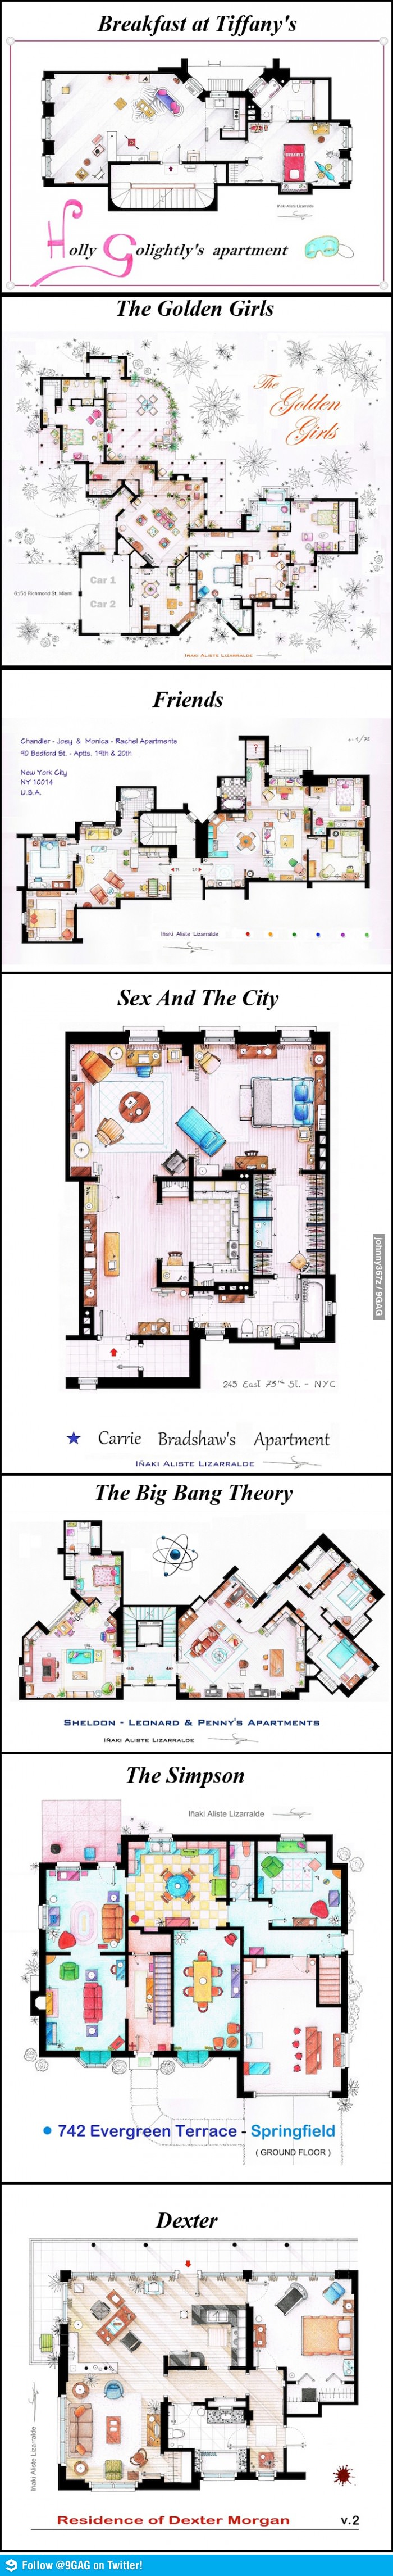 Breakfast at Tiffany's
Iñaki Aliste Lizarralde
Holly Golightly's apartment
The Golden Girls
The
Golden
Girls
Car 1
Car 2
6151 Richmond St. Miami
Iñaki Aliste Lizarralde
Friends
Chandler - Joey & Monica - Rachel Apartments
90 Bedford St. - Aptts. 19th & 20th
New York City
NY 10014
U.S.A.
?
19
20
Iñaki Aliste Lizarralde
Sex And The City
johnny367z / 9GAG
245 East 73rd St. - NYC
Carrie Bradshaw's Apartment
Iñaki Aliste Lizarralde
The Big Bang Theory
Sheldon - Leonard & Penny's Apartments
Iñaki Aliste Lizarralde
The Simpson
Iñaki Aliste Lizarralde
742 Evergreen Terrace - Springfield
( GROUND FLOOR )
Dexter
Iñaki Aliste Lizarralde
Residence of Dexter Morgan v.2
Follow @9GAG on Twitter!